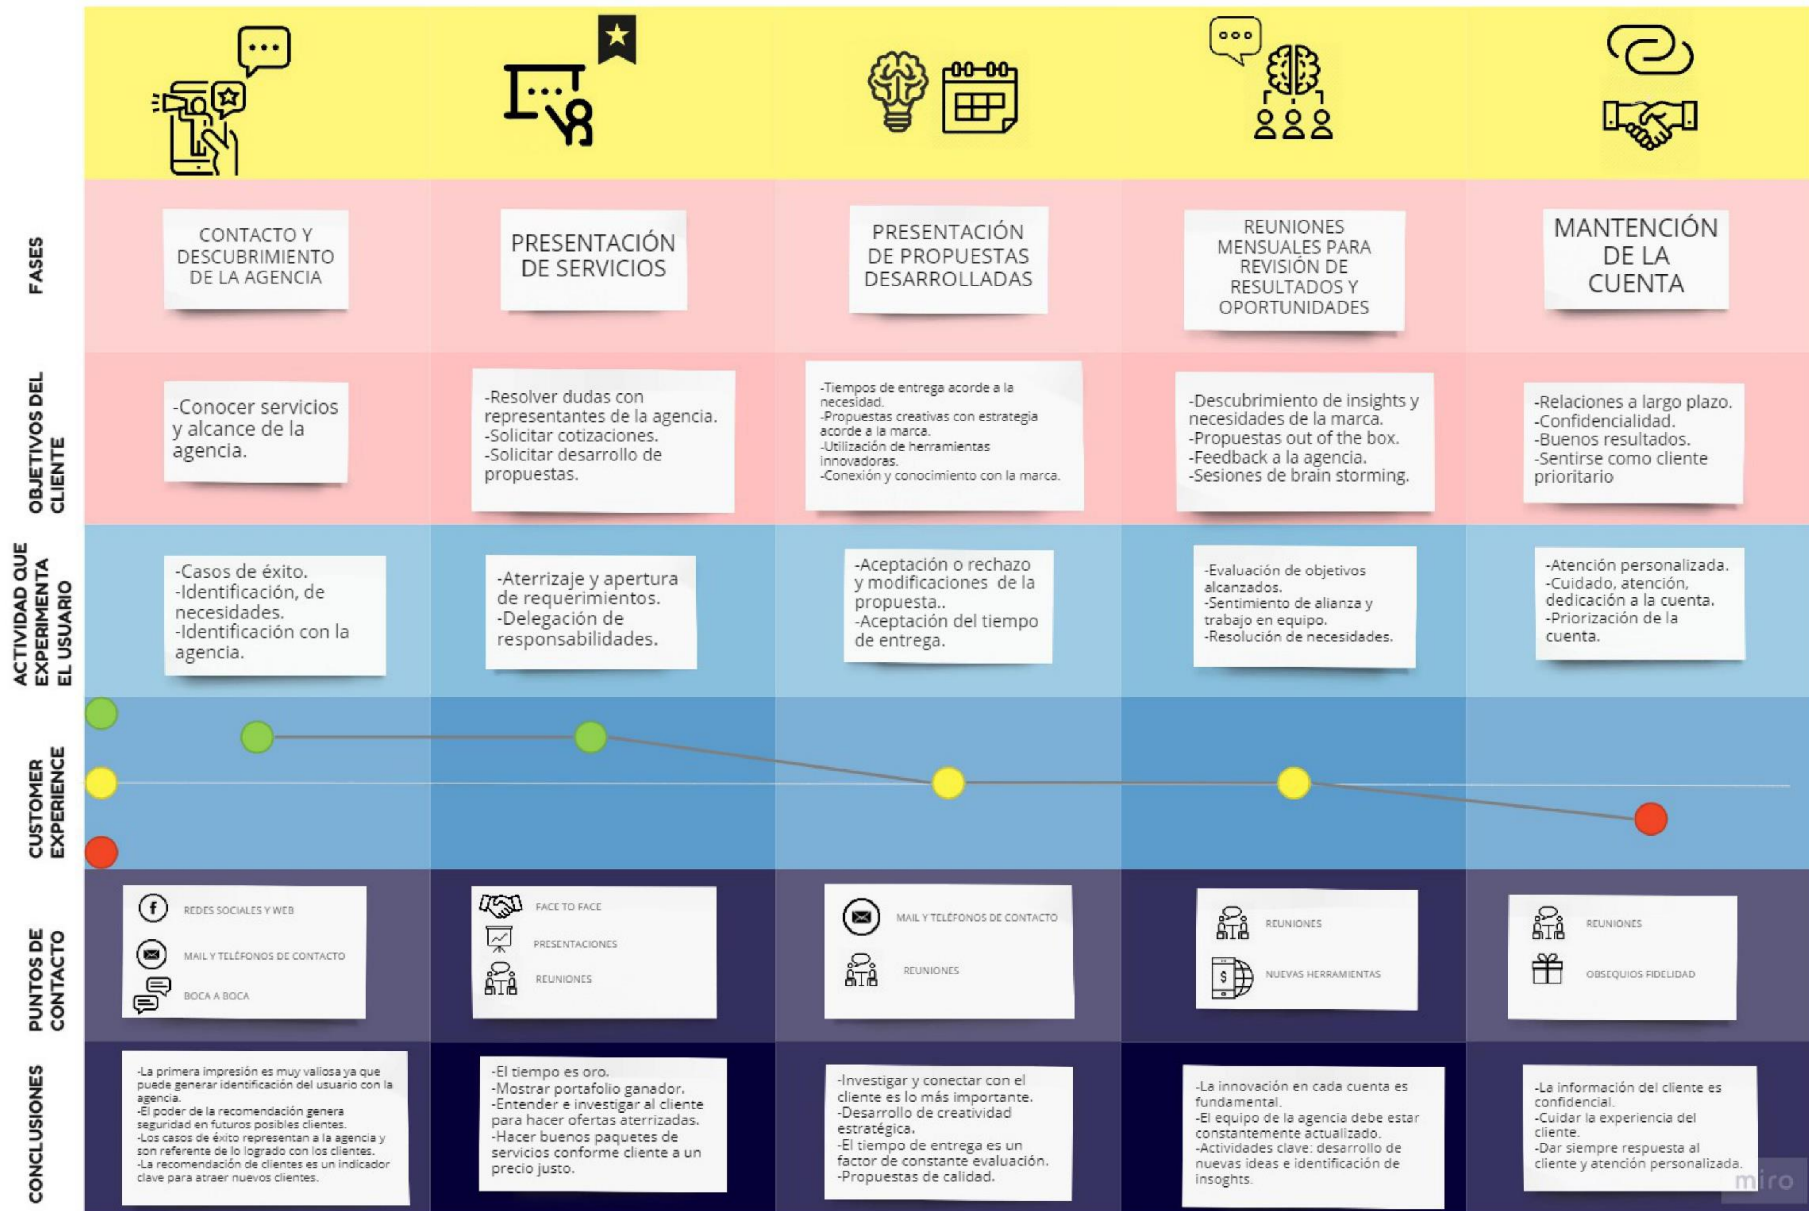 FASES
CONTACTO Y
DESCUBRIMIENTO
DE LA AGENCIA
PRESENTACIÓN
DE SERVICIOS
PRESENTACIÓN
DE PROPUESTAS
DESARROLLADAS
REUNIONES
MENSUALES PARA
REVISIÓN DE
RESULTADOS Y
OPORTUNIDADES
MANTENCIÓN
DE LA
CUENTA
OBJETIVOS DEL
CLIENTE
-Conocer servicios
y alcance de la
agencia.
-Resolver dudas con
representantes de la agencia.
-Solicitar cotizaciones.
-Solicitar desarrollo de
propuestas.
-Tiempos de entrega acorde a la
necesidad.
-Propuestas creativas con estrategia
acorde a la marca.
-Utilización de herramientas
innovadoras.
-Conexión y conocimiento con la marca.
-Descubrimiento de insights y
necesidades de la marca.
-Propuestas out of the box.
-Feedback a la agencia.
-Sesiones de brain storming.
-Relaciones a largo plazo.
-Confidencialidad.
-Buenos resultados.
-Sentirse como cliente
prioritario
ACTIVIDAD QUE
EXPERIMENTA
EL USUARIO
-Casos de éxito.
-Identificación, de
necesidades.
-Identificación con la
agencia.
-Aterrizaje y apertura
de requerimientos.
-Delegación de
responsabilidades.
-Aceptación o rechazo
y modificaciones de la
propuesta..
-Aceptación del tiempo
de entrega.
-Evaluación de objetivos
alcanzados.
-Sentimiento de alianza y
trabajo en equipo.
-Resolución de necesidades.
-Atención personalizada.
-Cuidado, atención,
dedicación a la cuenta.
-Priorización de la
cuenta.
CUSTOMER
EXPERIENCE
PUNTOS DE
CONTACTO
REDES SOCIALES Y WEB
MAIL Y TELÉFONOS DE CONTACTO
BOCA A BOCA
FACE TO FACE
PRESENTACIONES
REUNIONES
MAIL Y TELÉFONOS DE CONTACTO
REUNIONES
REUNIONES
NUEVAS HERRAMIENTAS
REUNIONES
OBSEQUIOS FIDELIDAD
CONCLUSIONES
-La primera impresión es muy valiosa ya que
puede generar identificación del usuario con la
agencia.
-El poder de la recomendación genera
seguridad en futuros posibles clientes.
-Los casos de éxito representan a la agencia y
son referente de lo logrado con los clientes.
-La recomendación de clientes es un indicador
clave para atraer nuevos clientes.
-El tiempo es oro.
-Mostrar portafolio ganador.
-Entender e investigar al cliente
para hacer ofertas aterrizadas.
-Hacer buenos paquetes de
servicios conforme cliente a un
precio justo.
-Investigar y conectar con el
cliente es lo más importante.
-Desarrollo de creatividad
estratégica.
-El tiempo de entrega es un
factor de constante evaluación.
-Propuestas de calidad.
-La innovación en cada cuenta es
fundamental.
-El equipo de la agencia debe estar
constantemente actualizado.
-Actividades clave: desarrollo de
nuevas ideas e identificación de
insoghts.
-La información del cliente es
confidencial.
-Cuidar la experiencia del
cliente.
-Dar siempre respuesta al
cliente y atención personalizada.
miro